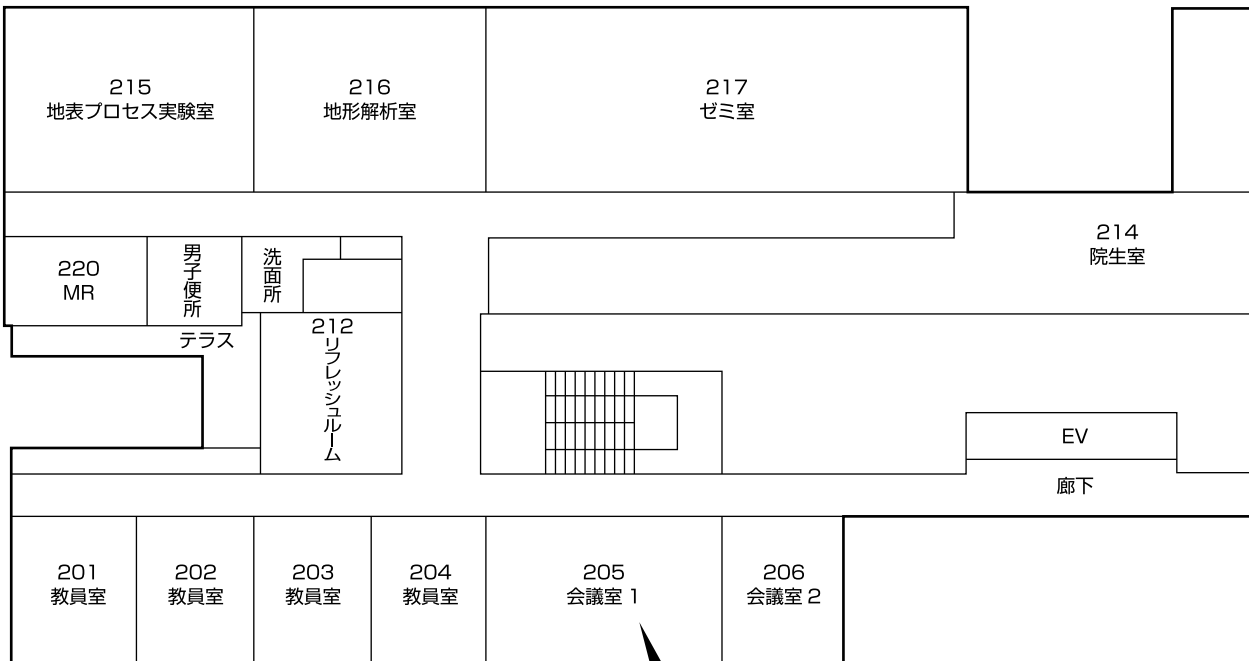 215
地表プロセス実験室
216
地形解析室
217
ゼミ室
214
院生室
220
MR
男子便所
洗面所
テラス
212
リフレッシュルーム
EV
廊下
201
教員室
202
教員室
203
教員室
204
教員室
205
会議室 1
206
会議室 2